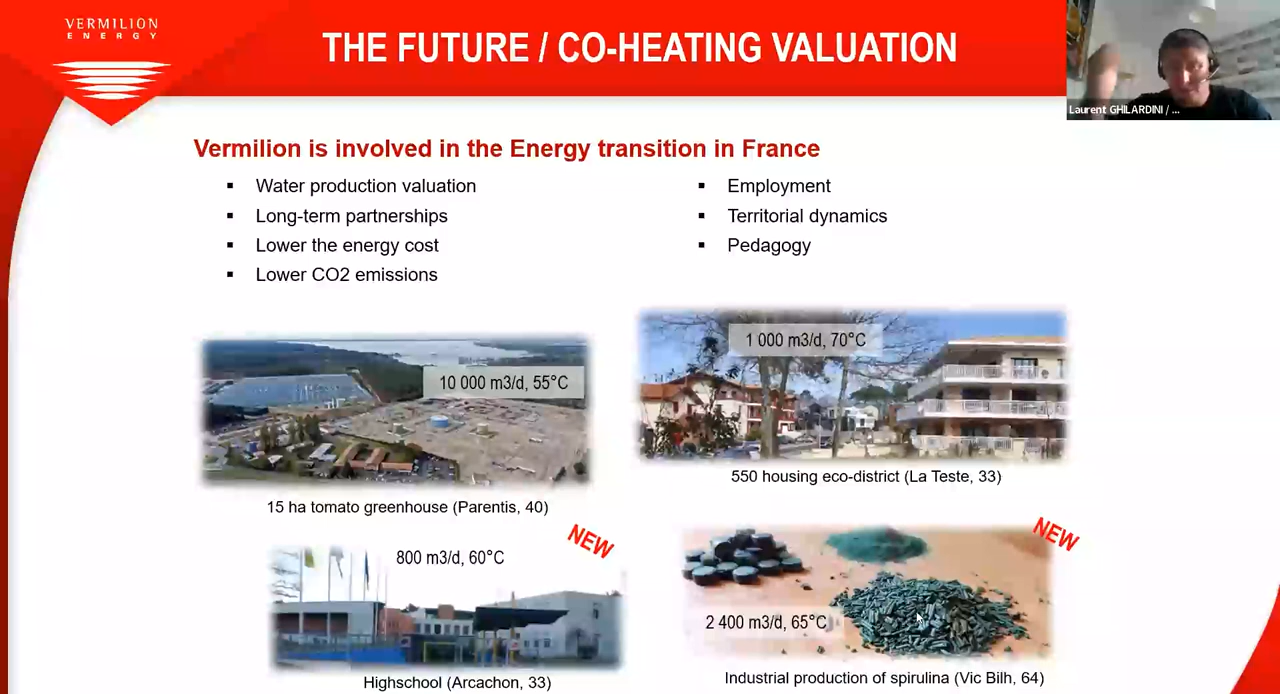 VERMILION
ENERGY
THE FUTURE / CO-HEATING VALUATION
Laurent GHILARDINI / ...
Vermilion is involved in the Energy transition in France
▪ Water production valuation
▪ Long-term partnerships
▪ Lower the energy cost
▪ Lower CO2 emissions
▪ Employment
▪ Territorial dynamics
▪ Pedagogy
10 000 m3/d, 55°C
15 ha tomato greenhouse (Parentis, 40)
1 000 m3/d, 70°C
550 housing eco-district (La Teste, 33)
NEW
800 m3/d, 60°C
Highschool (Arcachon, 33)
NEW
2 400 m3/d, 65°C
Industrial production of spirulina (Vic Bilh, 64)